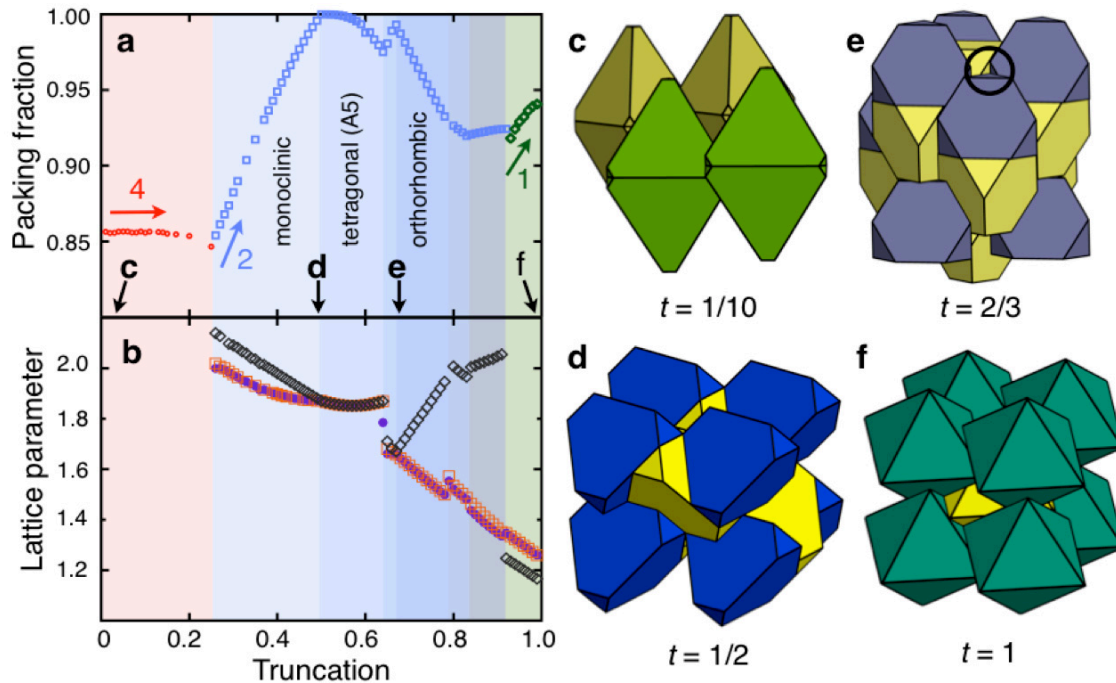 a
Packing fraction
1.00
0.95
0.90
0.85
4
2
1
monoclinic
tetragonal (A5)
orthorhombic
c
d
e
f
b
Lattice parameter
2.0
1.8
1.6
1.4
1.2
0
0.2
0.4
0.6
0.8
1.0
Truncation
c
t = 1/10
e
t = 2/3
d
t = 1/2
f
t = 1